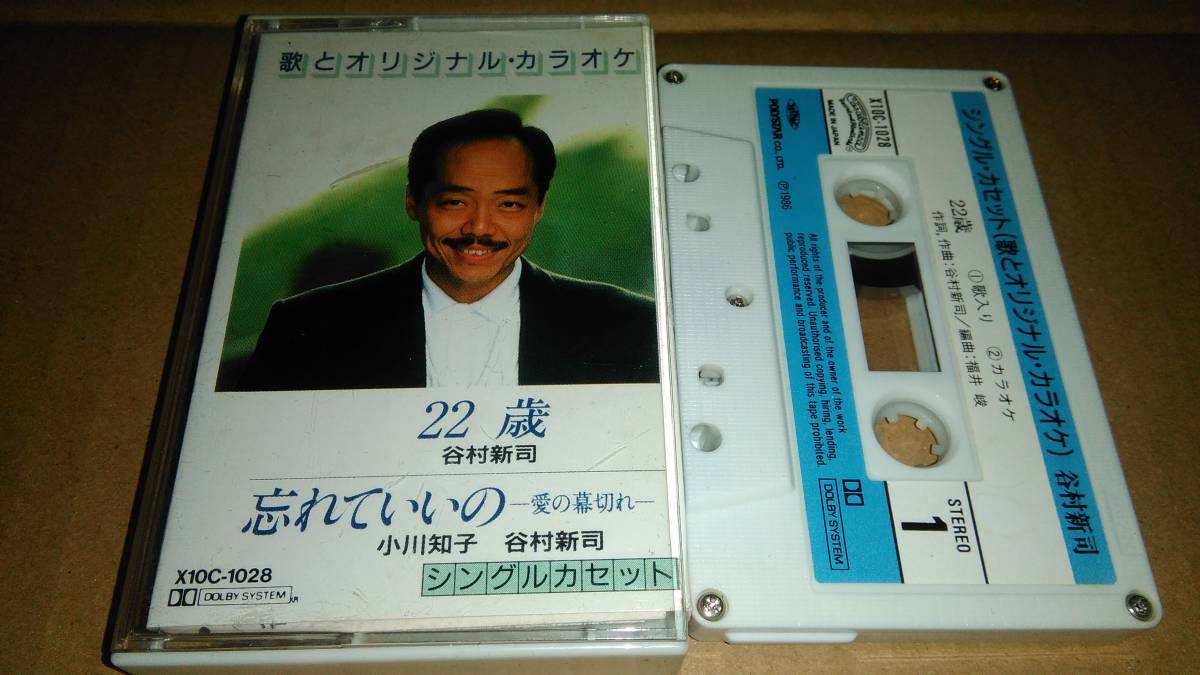 歌とオリジナル・カラオケ
22歳
谷村新司
忘れていいの―愛の幕切れ―
小川知子 谷村新司
シングルカセット
X10C-1028
DOLBY SYSTEM
シングル・カセット(歌とオリジナル・カラオケ) 谷村新司
22歳 ①歌入り ②カラオケ
作詞,作曲:谷村新司/編曲:福井 峻
X10C-1028
MADE IN JAPAN
STEREO
1
POLYSTAR CO., LTD. Ⓟ1986
All rights of the producer and of the owner of the work
reproduced reserved. Unauthorised copying, hiring, lending,
public performance and broadcasting of this tape prohibited.
DOLBY SYSTEM